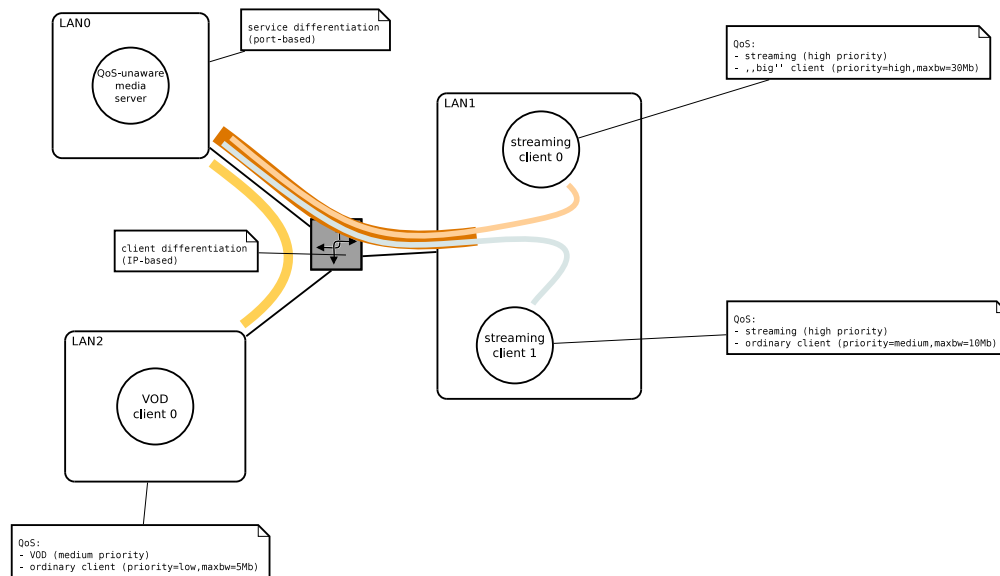 LAN0
QoS-unaware
media
server
service differentiation
(port-based)
QoS:
- streaming (high priority)
- ,,big'' client (priority=high,maxbw=30Mb)
LAN1
streaming
client 0
client differentiation
(IP-based)
streaming
client 1
QoS:
- streaming (high priority)
- ordinary client (priority=medium,maxbw=10Mb)
LAN2
VOD
client 0
QoS:
- VOD (medium priority)
- ordinary client (priority=low,maxbw=5Mb)